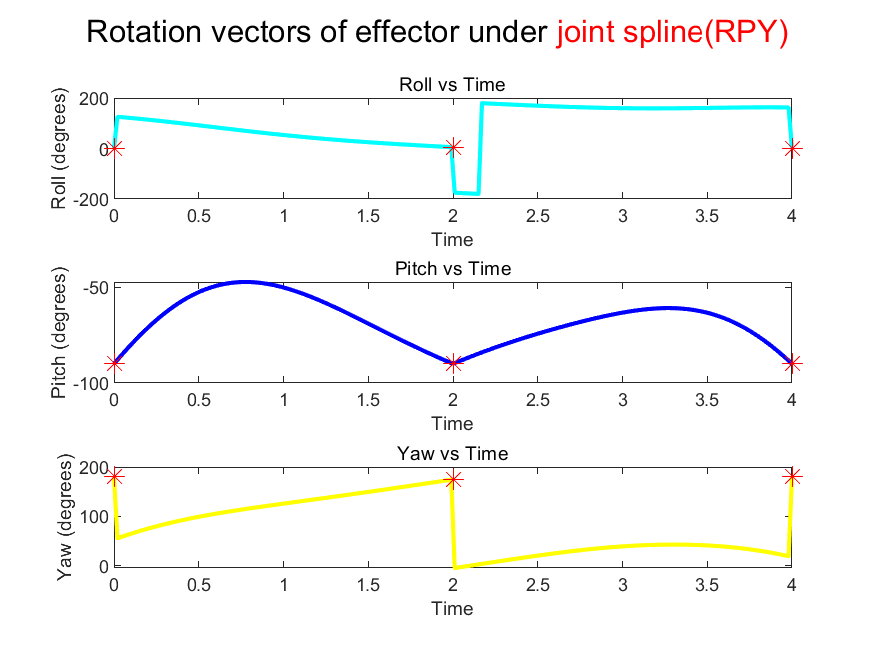 Rotation vectors of effector under joint spline(RPY)
Roll vs Time
Roll (degrees)
200
0
-200
0 0.5 1 1.5 2 2.5 3 3.5 4
Time
Pitch vs Time
Pitch (degrees)
-50
-100
0 0.5 1 1.5 2 2.5 3 3.5 4
Time
Yaw vs Time
Yaw (degrees)
200
100
0
0 0.5 1 1.5 2 2.5 3 3.5 4
Time